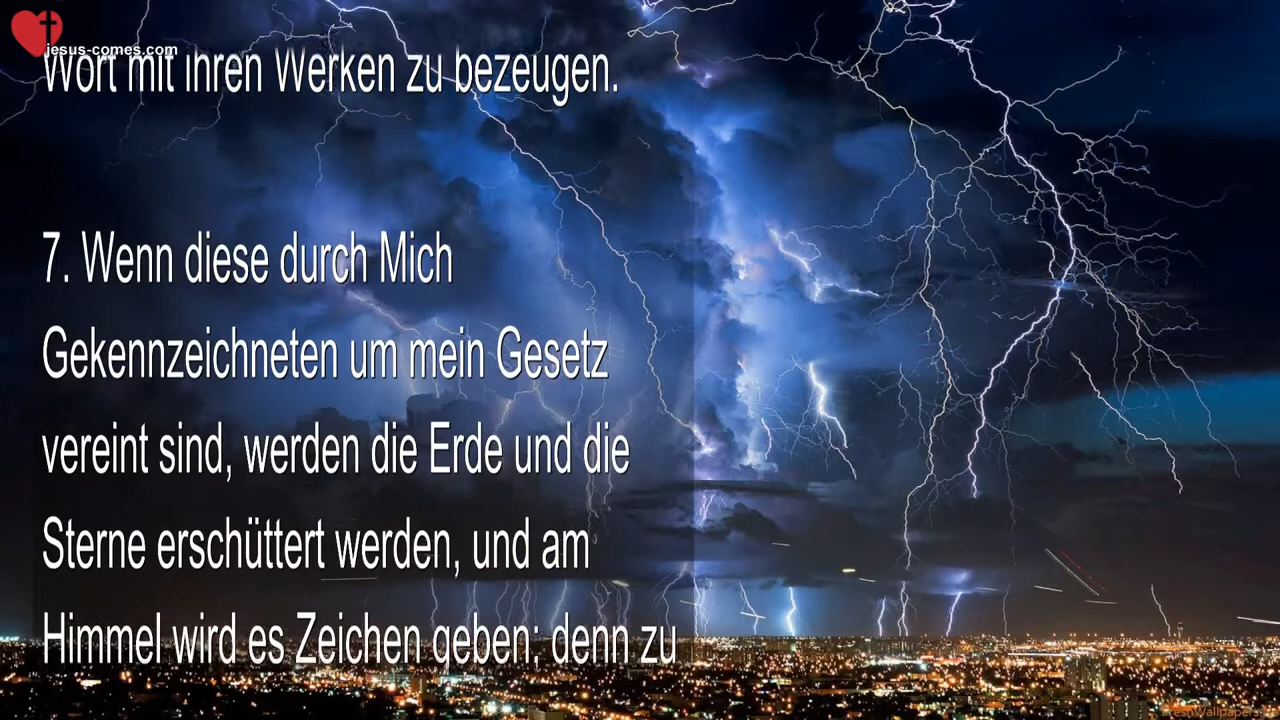 jesus-comes.com
Wort mit ihren Werken zu bezeugen.
7. Wenn diese durch Mich
Gekennzeichneten um mein Gesetz
vereint sind, werden die Erde und die
Sterne erschüttert werden, und am
Himmel wird es Zeichen geben; denn zu